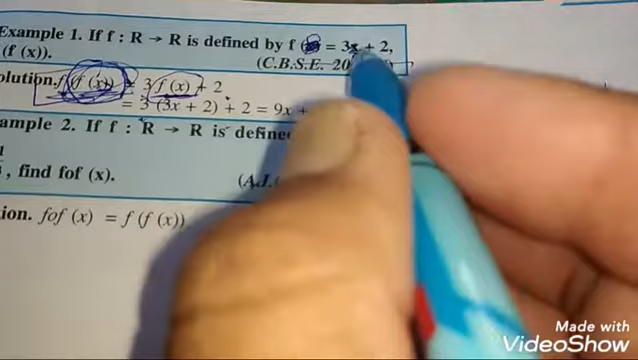 Example 1. If f : R → R is defined by f = 3x + 2,
(f (x)). (C.B.S.E. 20
olution. f (f (x)) = 3 f (x) + 2
= 3 (3x + 2) + 2 = 9x +
ample 2. If f : R → R is define
, find fof (x). (A.I.
ion. fof (x) = f (f (x))
Made with
VideoShow